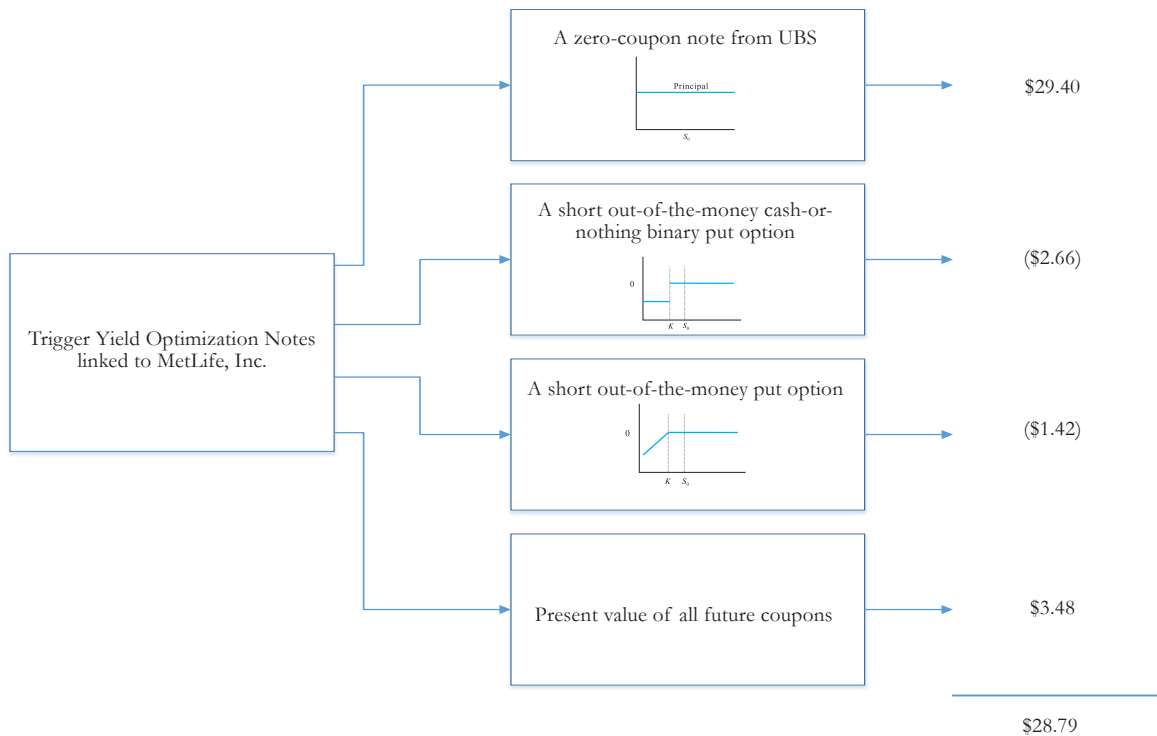 A zero-coupon note from UBS
Principal
S₀
$29.40
A short out-of-the-money cash-or-
nothing binary put option
0
K S₀
($2.66)
Trigger Yield Optimization Notes
linked to MetLife, Inc.
A short out-of-the-money put option
0
K S₀
($1.42)
Present value of all future coupons
$3.48
$28.79